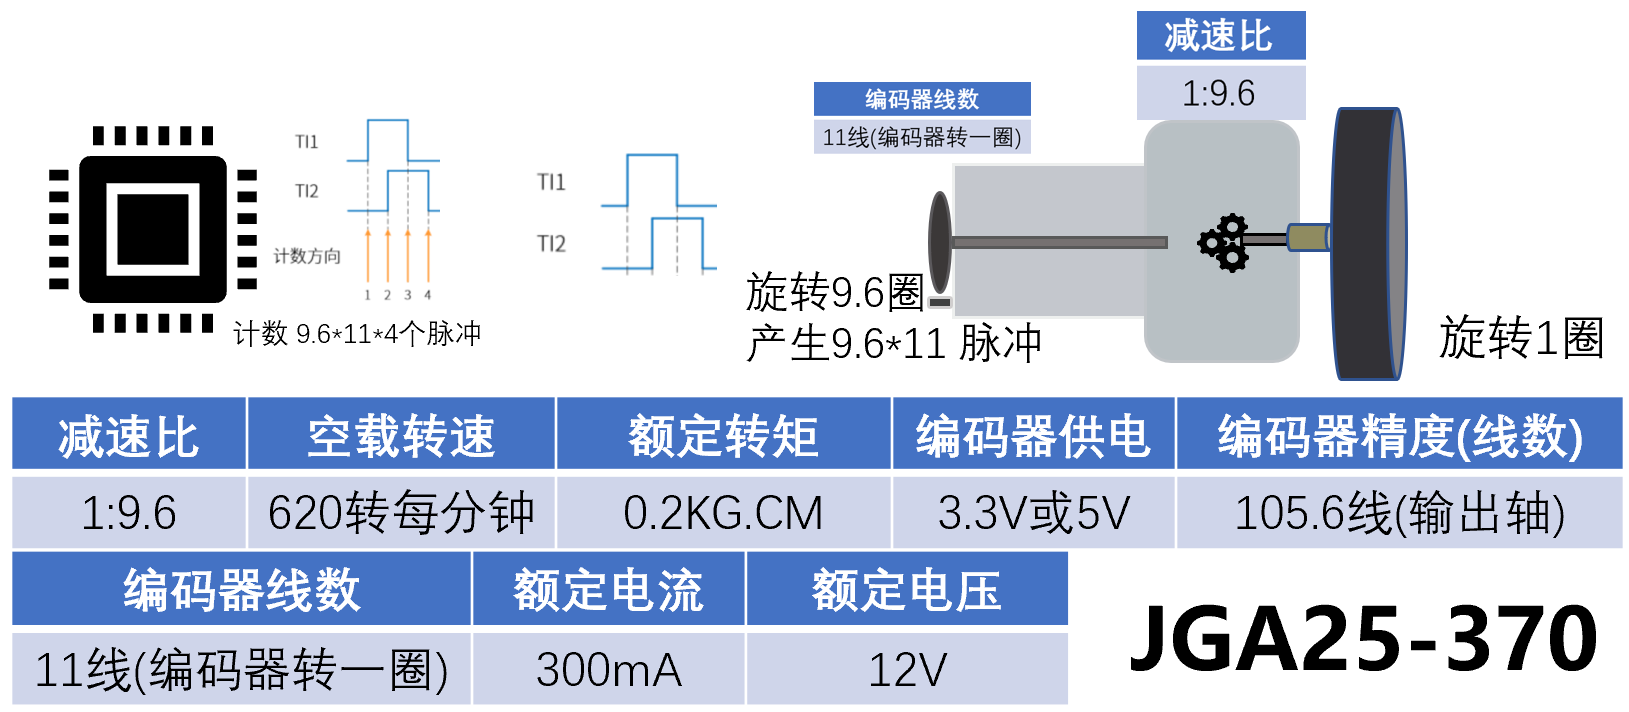 减速比
1:9.6
编码器线数
11线(编码器转一圈)
TI1
TI2
计数方向
1 2 3 4
计数 9.6*11*4个脉冲
TI1
TI2
旋转9.6圈
产生9.6*11 脉冲
旋转1圈
减速比 空载转速 额定转矩 编码器供电 编码器精度(线数)
1:9.6 620转每分钟 0.2KG.CM 3.3V或5V 105.6线(输出轴)
编码器线数 额定电流 额定电压
11线(编码器转一圈) 300mA 12V
JGA25-370